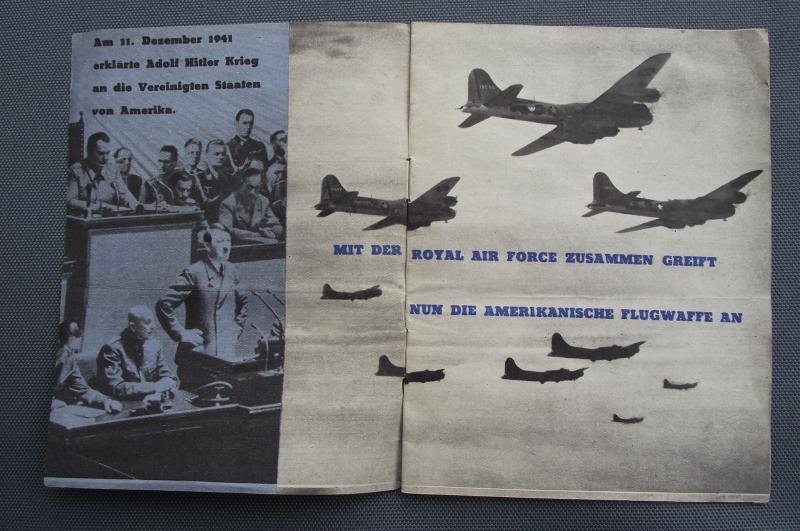 Am 11. Dezember 1941
erklärte Adolf Hitler Krieg
an die Vereinigten Staaten
von Amerika.
MIT DER ROYAL AIR FORCE ZUSAMMEN GREIFT
NUN DIE AMERIKANISCHE FLUGWAFFE AN